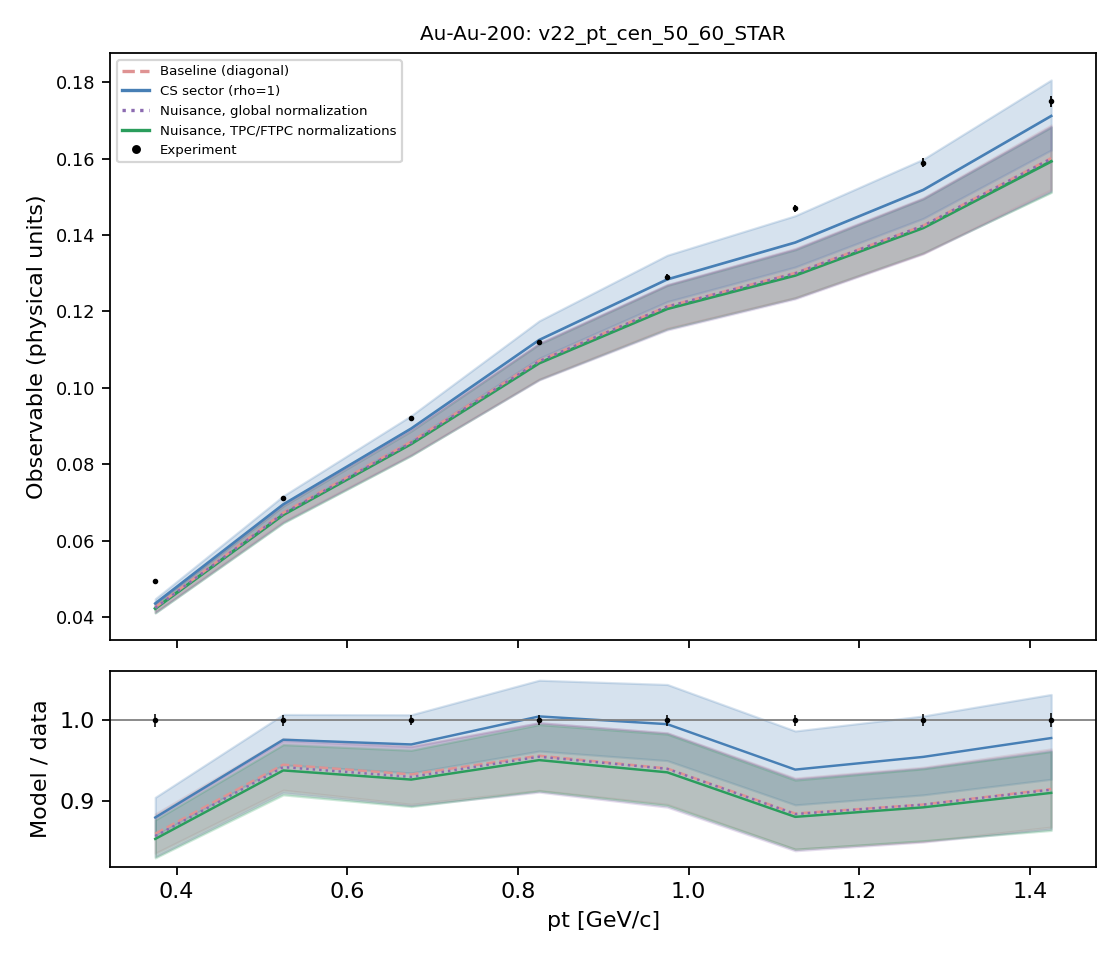 Au-Au-200: v22_pt_cen_50_60_STAR
Baseline (diagonal)
CS sector (rho=1)
Nuisance, global normalization
Nuisance, TPC/FTPC normalizations
Experiment
Observable (physical units)
0.18
0.16
0.14
0.12
0.10
0.08
0.06
0.04
Model / data
1.0
0.9
0.4
0.6
0.8
1.0
1.2
1.4
pt [GeV/c]